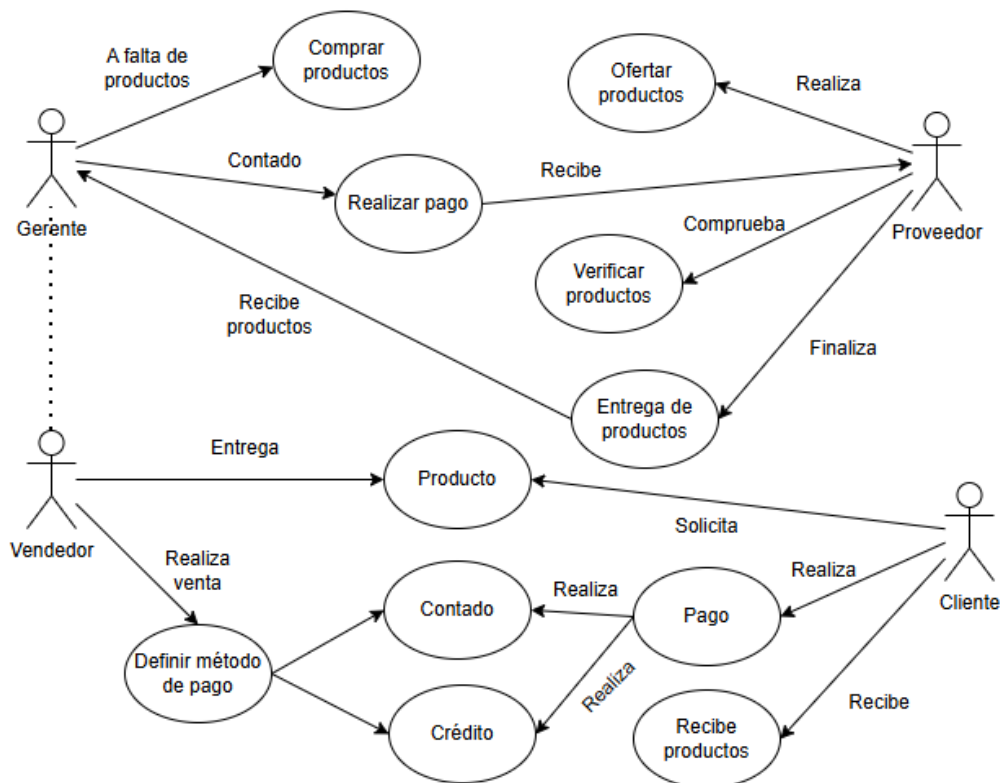 A falta de
productos
Comprar
productos
Ofertar
productos
Realiza
Gerente
Contado
Realizar pago
Recibe
Proveedor
Comprueba
Verificar
productos
Recibe
productos
Finaliza
Entrega de
productos
Vendedor
Entrega
Producto
Solicita
Cliente
Realiza
venta
Definir método
de pago
Contado
Realiza
Pago
Realiza
Crédito
Realiza
Recibe
productos
Recibe